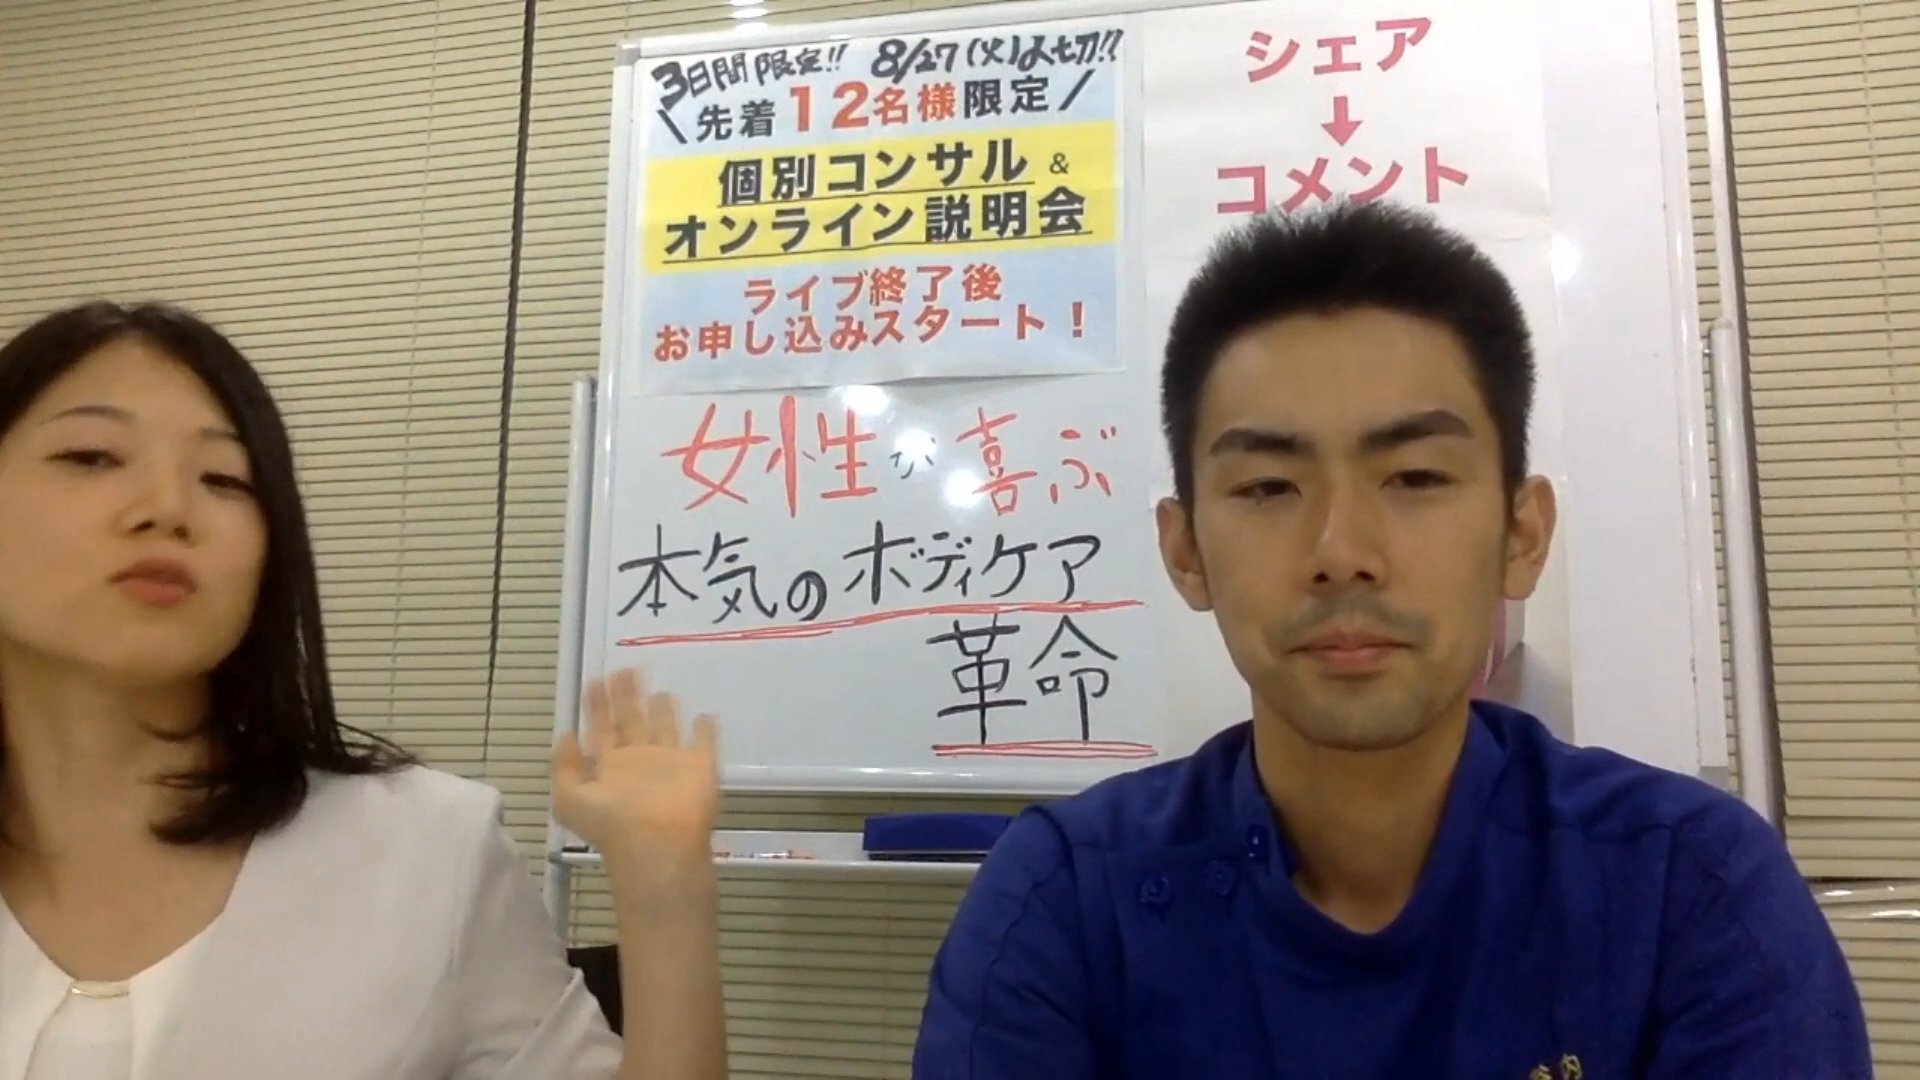 3日間限定!! 8/27(火)〆切!!
\先着12名様限定/
個別コンサル &
オンライン説明会
ライブ終了後
お申し込みスタート!
女性が喜ぶ
本気のボディケア
革命
シェア
↓
コメント
内